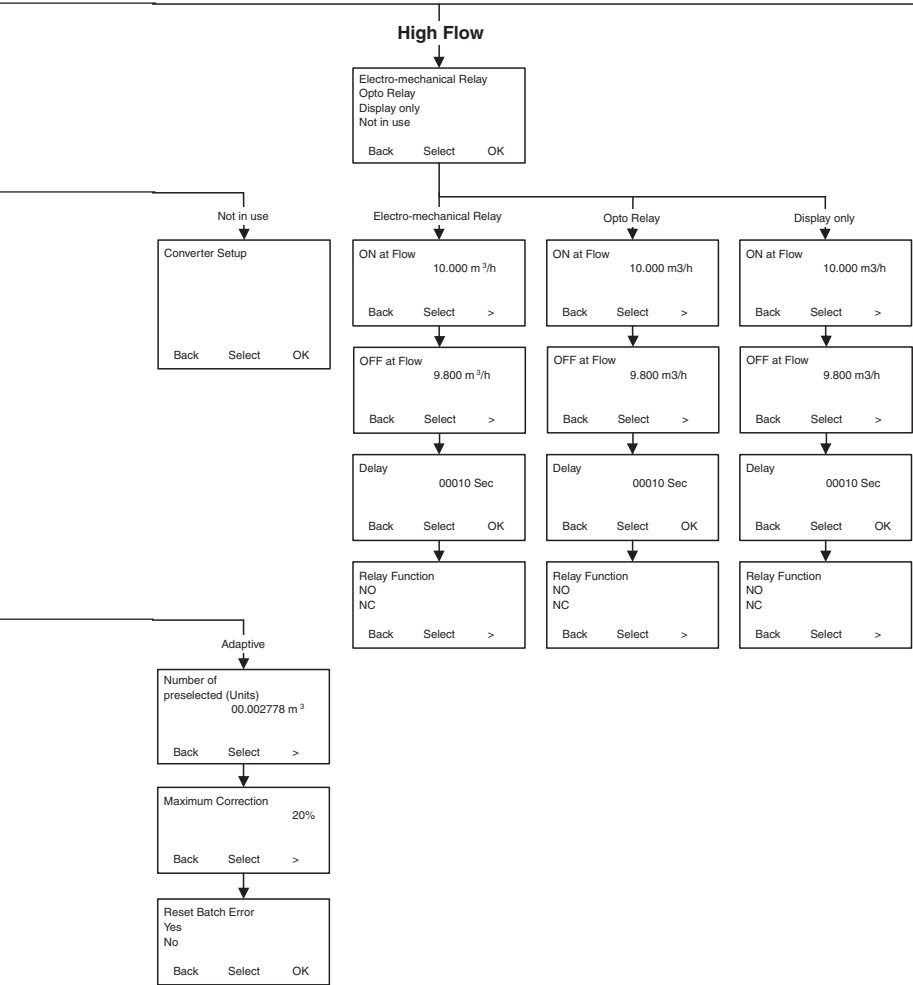 High Flow
Electro-mechanical Relay
Opto Relay
Display only
Not in use
Back Select OK
Not in use
Converter Setup
Back Select OK
Electro-mechanical Relay
ON at Flow
10.000 m³/h
Back Select >
OFF at Flow
9.800 m³/h
Back Select >
Delay
00010 Sec
Back Select OK
Relay Function
NO
NC
Back Select >
Opto Relay
ON at Flow
10.000 m3/h
Back Select >
OFF at Flow
9.800 m3/h
Back Select >
Delay
00010 Sec
Back Select OK
Relay Function
NO
NC
Back Select >
Display only
ON at Flow
10.000 m3/h
Back Select >
OFF at Flow
9.800 m3/h
Back Select >
Delay
00010 Sec
Back Select OK
Relay Function
NO
NC
Back Select >
Adaptive
Number of
preselected (Units)
00.002778 m³
Back Select >
Maximum Correction
20%
Back Select >
Reset Batch Error
Yes
No
Back Select OK